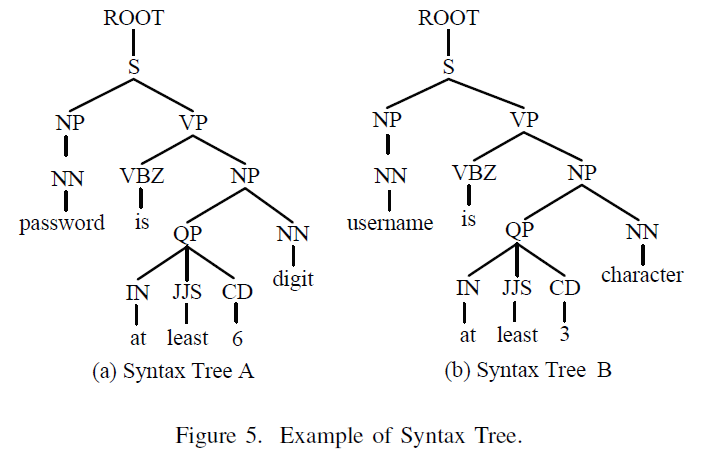 ROOT ROOT
S S
NP VP NP VP
NN VBZ NP NN VBZ NP
password is QP NN username is QP NN
IN JJS CD digit IN JJS CD character
at least 6 at least 3
(a) Syntax Tree A (b) Syntax Tree B
Figure 5. Example of Syntax Tree.